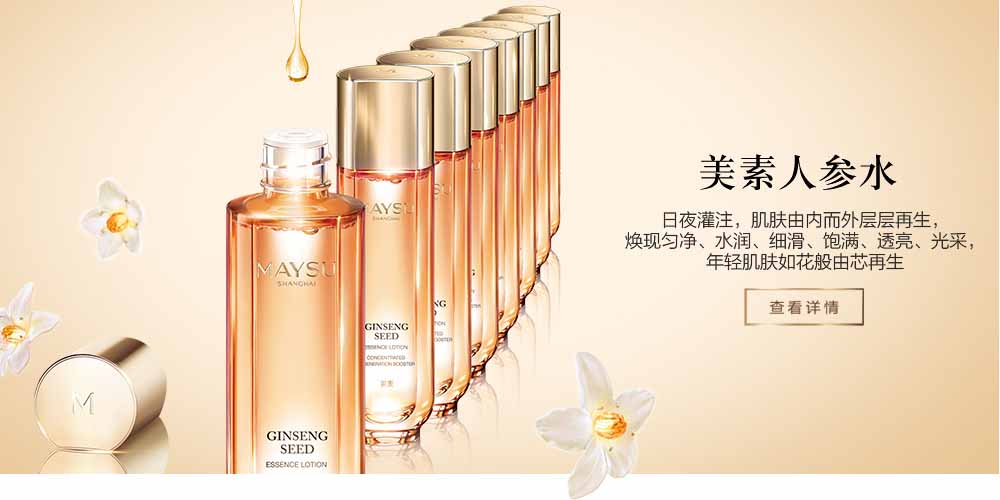 MAYSU
SHANGHAI
GINSENG
SEED
ESSENCE LOTION
M
MAYSU
SHANGHAI
GINSENG
SEED
ESSENCE LOTION
CONCENTRATED
美素
美素人参水
日夜灌注，肌肤由内而外层层再生，
焕现匀净、水润、细滑、饱满、透亮、光采，
年轻肌肤如花般由芯再生
查看详情